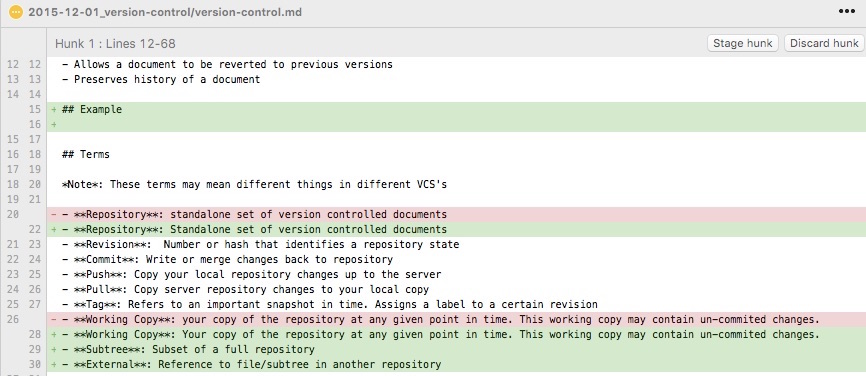 2015-12-01_version-control/version-control.md •••
Hunk 1 : Lines 12-68 Stage hunk Discard hunk
12 12 - Allows a document to be reverted to previous versions
13 13 - Preserves history of a document
14 14
15 + ## Example
16 +
15 17
16 18 ## Terms
17 19
18 20 *Note*: These terms may mean different things in different VCS's
19 21
20 - - **Repository**: standalone set of version controlled documents
22 + - **Repository**: Standalone set of version controlled documents
21 23 - **Revision**:  Number or hash that identifies a repository state
22 24 - **Commit**: Write or merge changes back to repository
23 25 - **Push**: Copy your local repository changes up to the server
24 26 - **Pull**: Copy server repository changes to your local copy
25 27 - **Tag**: Refers to an important snapshot in time. Assigns a label to a certain revision
26 - - **Working Copy**: your copy of the repository at any given point in time. This working copy may contain un-commited changes.
28 + - **Working Copy**: Your copy of the repository at any given point in time. This working copy may contain un-commited changes.
29 + - **Subtree**: Subset of a full repository
30 + - **External**: Reference to file/subtree in another repository